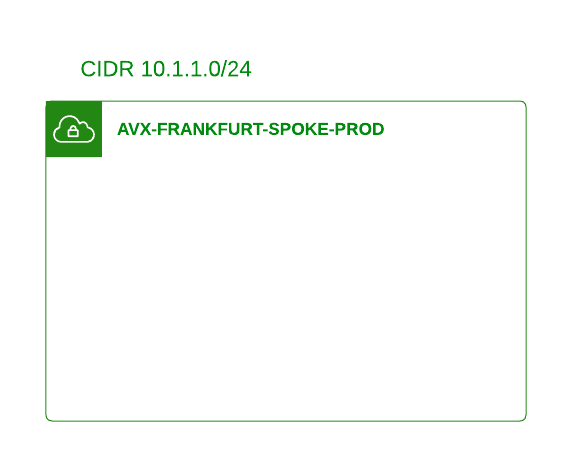 CIDR 10.1.1.0/24
AVX-FRANKFURT-SPOKE-PROD